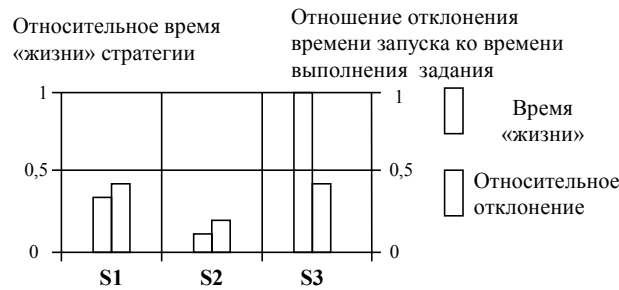 Относительное время
«жизни» стратегии
Отношение отклонения
времени запуска ко времени
выполнения задания
1
0,5
0
1
0,5
0
S1
S2
S3
Время
«жизни»
Относительное
отклонение